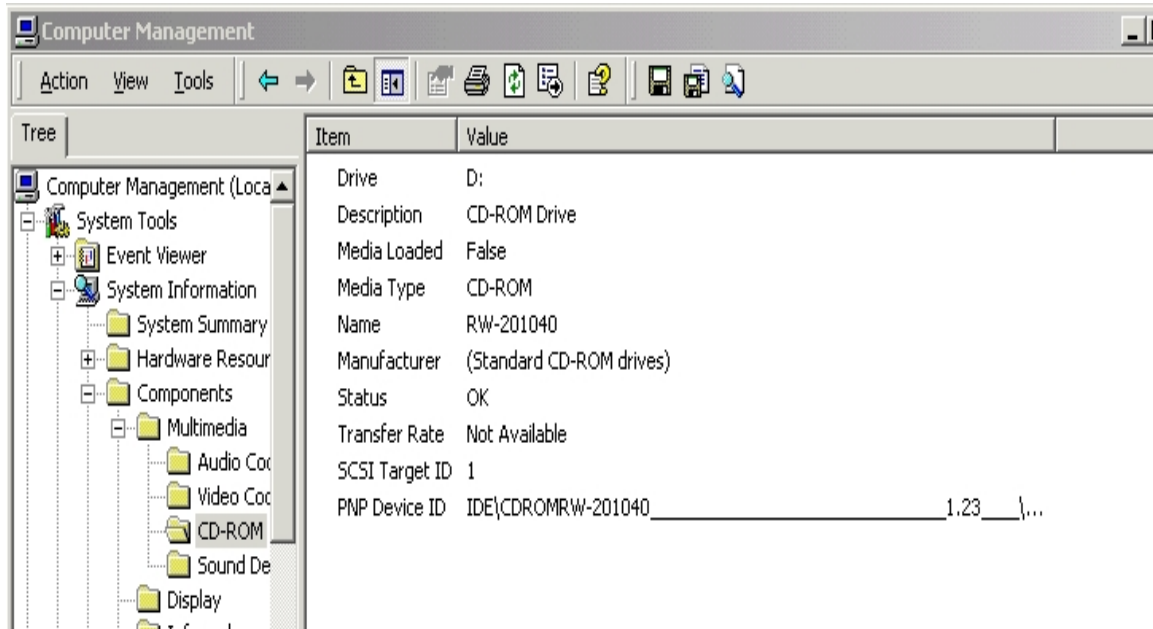 Computer Management
Action View Tools
Tree
Item Value
Computer Management (Loca
System Tools
Event Viewer
System Information
System Summary
Hardware Resour
Components
Multimedia
Audio Coc
Video Coc
CD-ROM
Sound De
Display
Drive D:
Description CD-ROM Drive
Media Loaded False
Media Type CD-ROM
Name RW-201040
Manufacturer (Standard CD-ROM drives)
Status OK
Transfer Rate Not Available
SCSI Target ID 1
PNP Device ID IDE\CDROMRW-201040______________________________1.23____\...